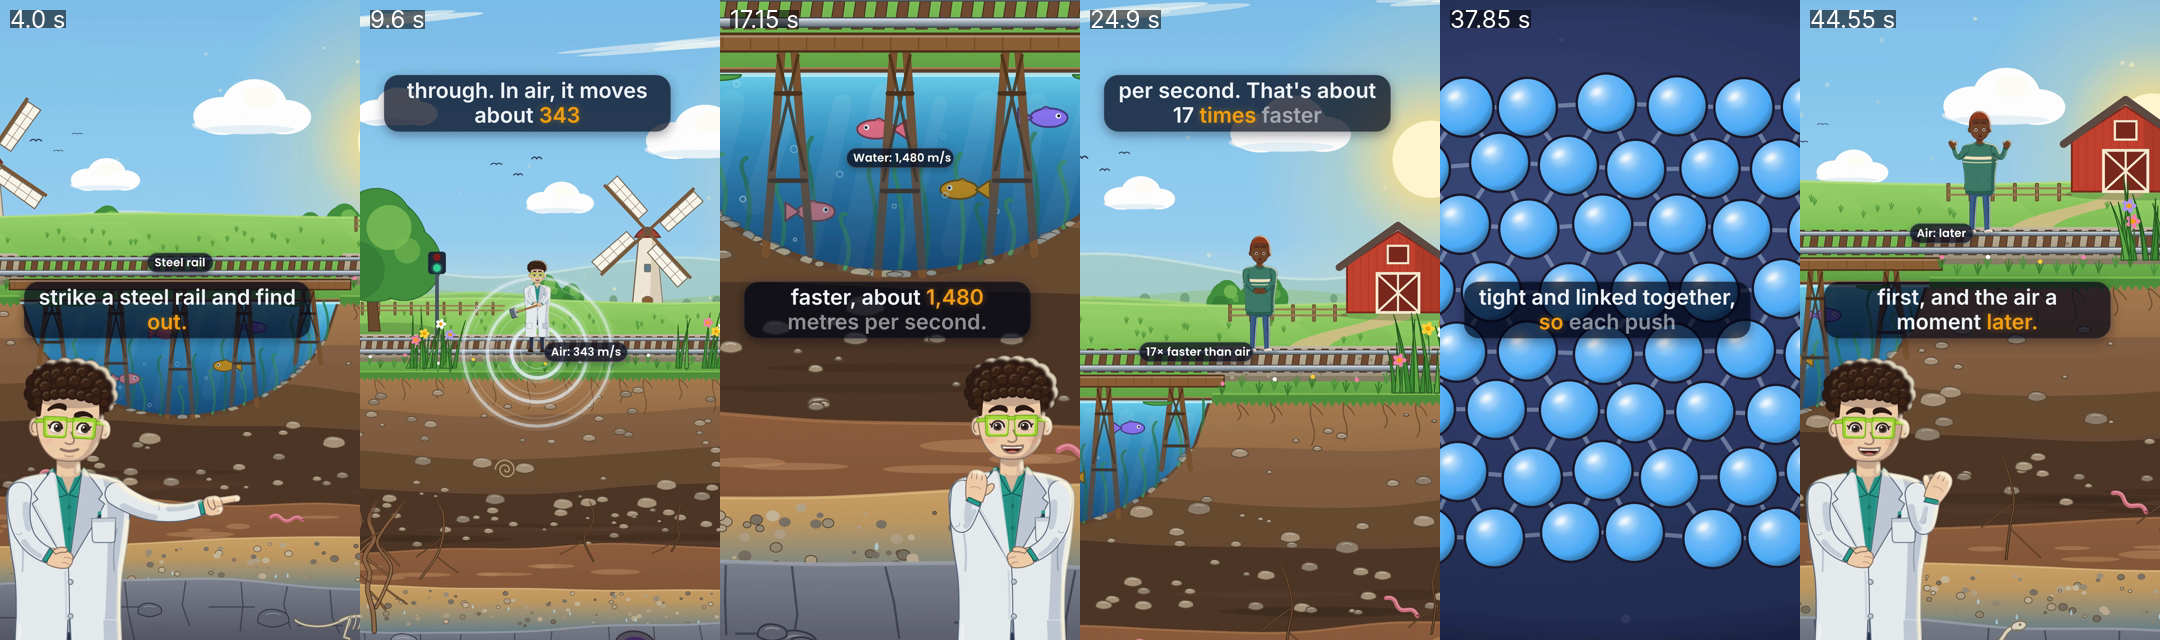 4.0 s
Steel rail
strike a steel rail and find
out.
9.6 s
through. In air, it moves
about 343
Air: 343 m/s
17.15 s
Water: 1,480 m/s
faster, about 1,480
metres per second.
24.9 s
per second. That's about
17 times faster
17× faster than air
37.85 s
tight and linked together,
so each push
44.55 s
Air: later
first, and the air a
moment later.